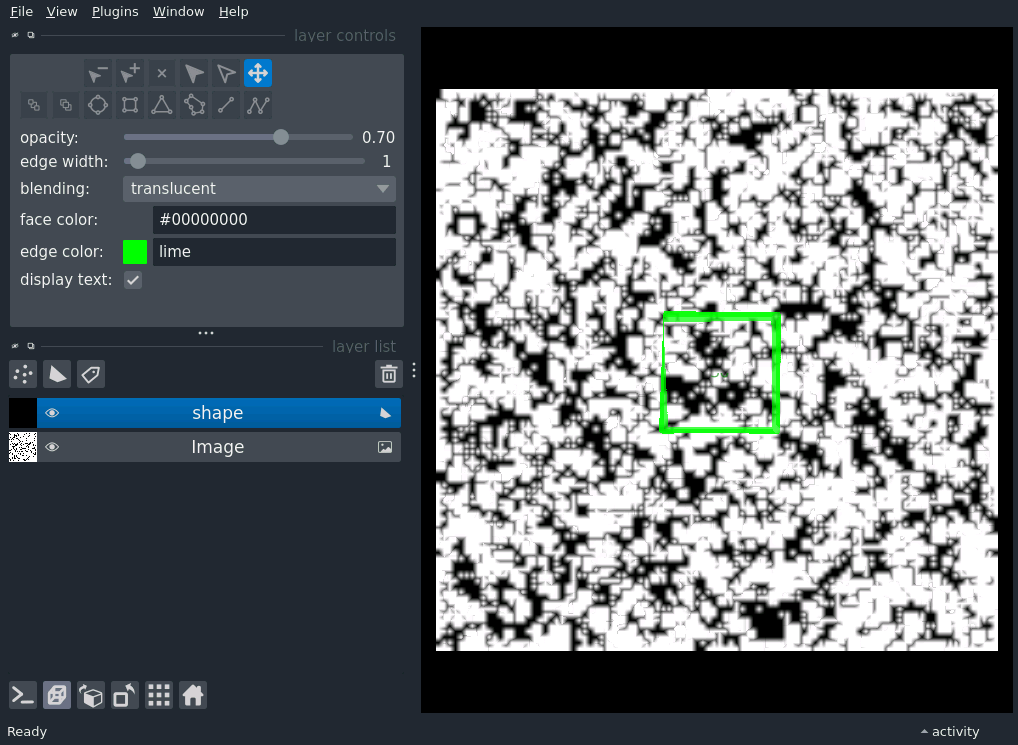 File View Plugins Window Help
layer controls
opacity: 0.70
edge width: 1
blending: translucent
face color: #00000000
edge color: lime
display text:
layer list
shape
Image
Ready
activity